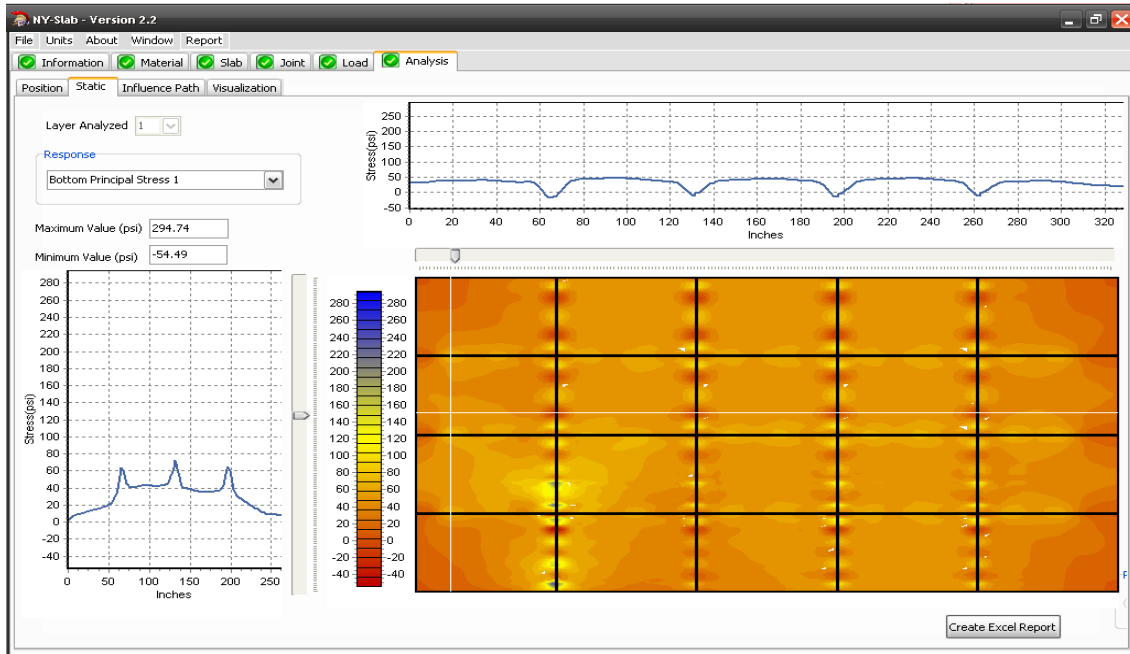 NY-Slab - Version 2.2
File Units About Window Report
Information Material Slab Joint Load Analysis
Position Static Influence Path Visualization
Layer Analyzed 1
Response
Bottom Principal Stress 1
Maximum Value (psi) 294.74
Minimum Value (psi) -54.49
250
200
150
100
50
0
-50
Stress(psi)
0 20 40 60 80 100 120 140 160 180 200 220 240 260 280 300 320
Inches
280
260
240
220
200
180
160
140
120
100
80
60
40
20
0
-20
-40
Stress(psi)
0 50 100 150 200 250
Inches
280 280
260 260
240 240
220 220
200 200
180 180
160 160
140 140
120 120
100 100
80 80
60 60
40 40
20 20
0 0
-20 -20
-40 -40
Create Excel Report